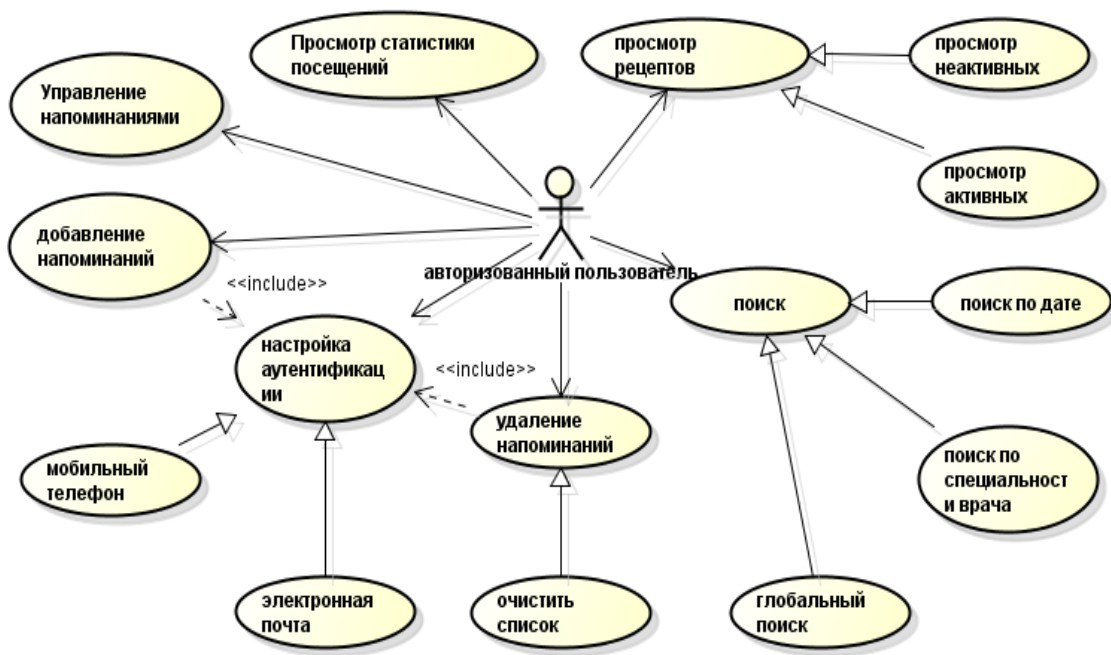 Просмотр статистики
посещений
просмотр
рецептов
просмотр
неактивных
Управление
напоминаниями
просмотр
активных
добавление
напоминаний
авторизованный пользователь
<<include>>
поиск
поиск по дате
настройка
аутентификац
ии
<<include>>
удаление
напоминаний
мобильный
телефон
поиск по
специальност
и врача
электронная
почта
очистить
список
глобальный
поиск